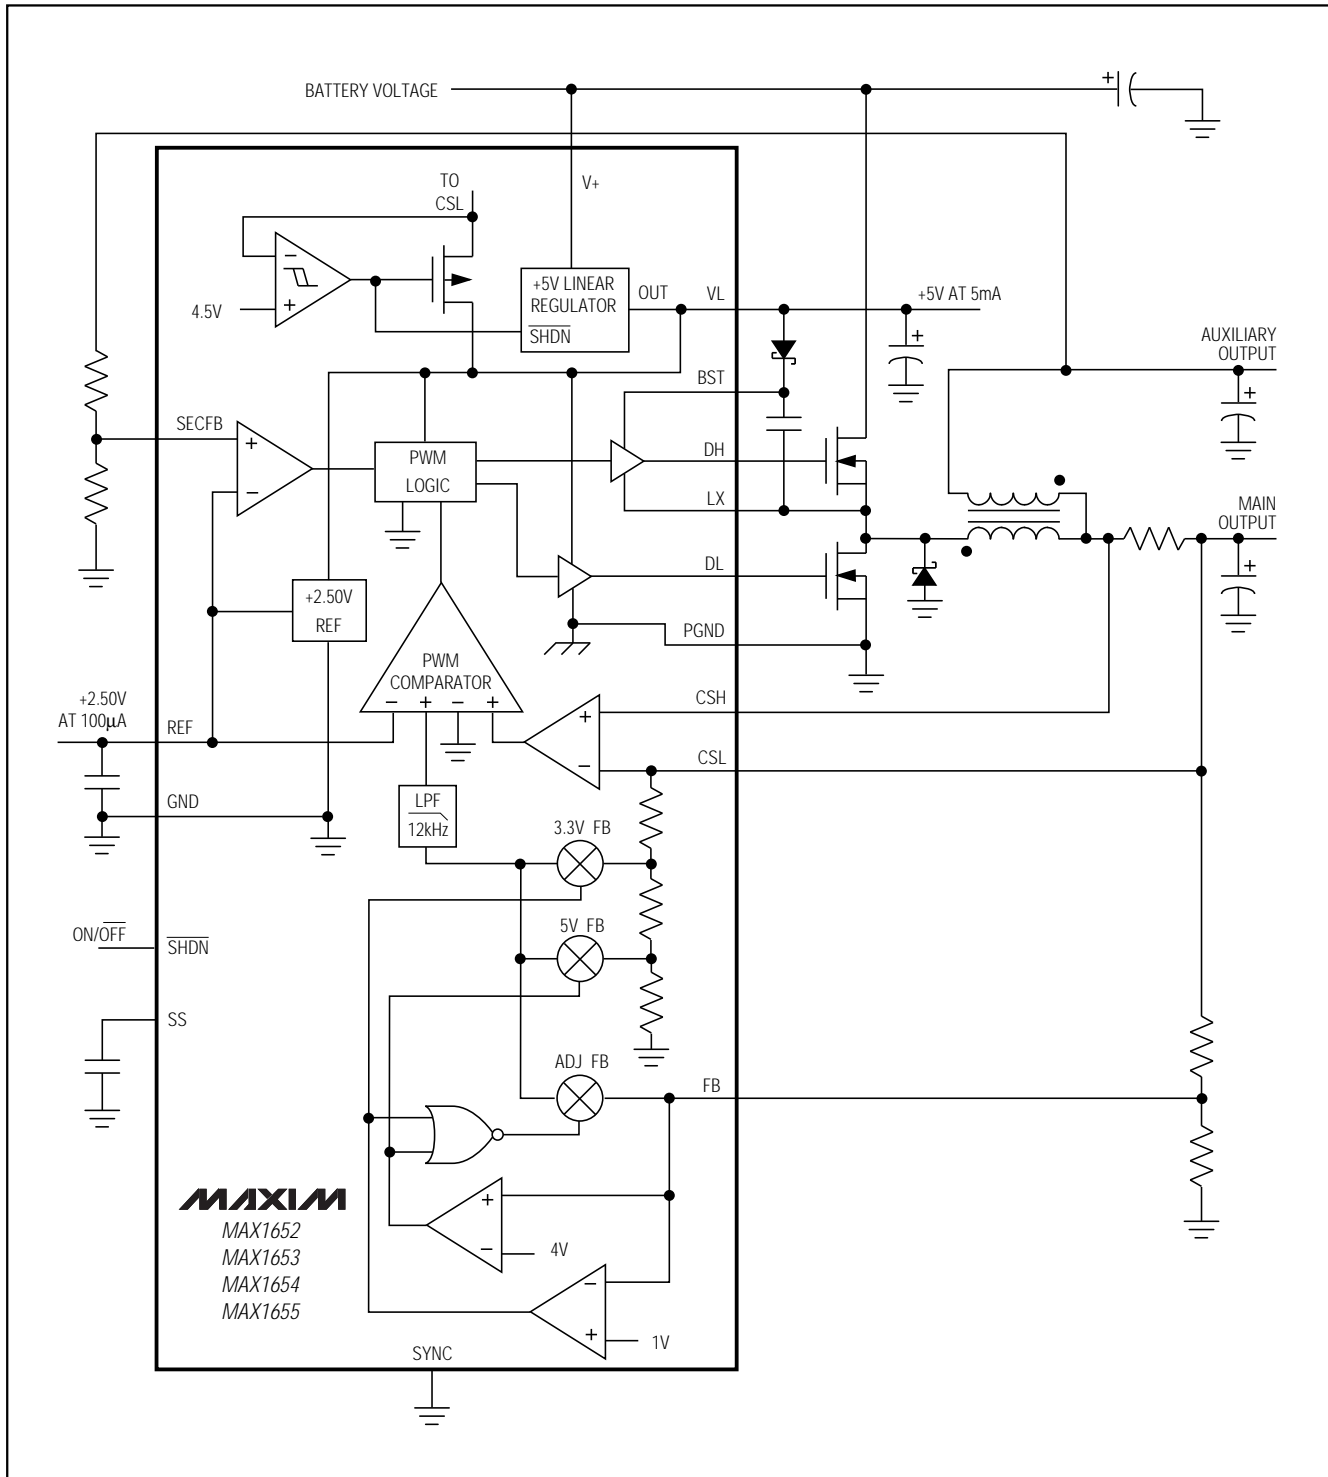 BATTERY VOLTAGE
+
TO
CSL
V+
−
+
4.5V
+5V LINEAR
REGULATOR
SHDN
OUT
VL
+5V AT 5mA
+
AUXILIARY
OUTPUT
+
BST
SECFB
+
−
PWM
LOGIC
DH
LX
MAIN
OUTPUT
+
DL
+2.50V
REF
PGND
PWM
COMPARATOR
− + − +
CSH
+
−
CSL
+2.50V
AT 100µA
REF
GND
LPF
12kHz
3.3V FB
ON/OFF
SHDN
5V FB
SS
ADJ FB
FB
MAXIM
MAX1652
MAX1653
MAX1654
MAX1655
+
−
4V
−
+
1V
SYNC